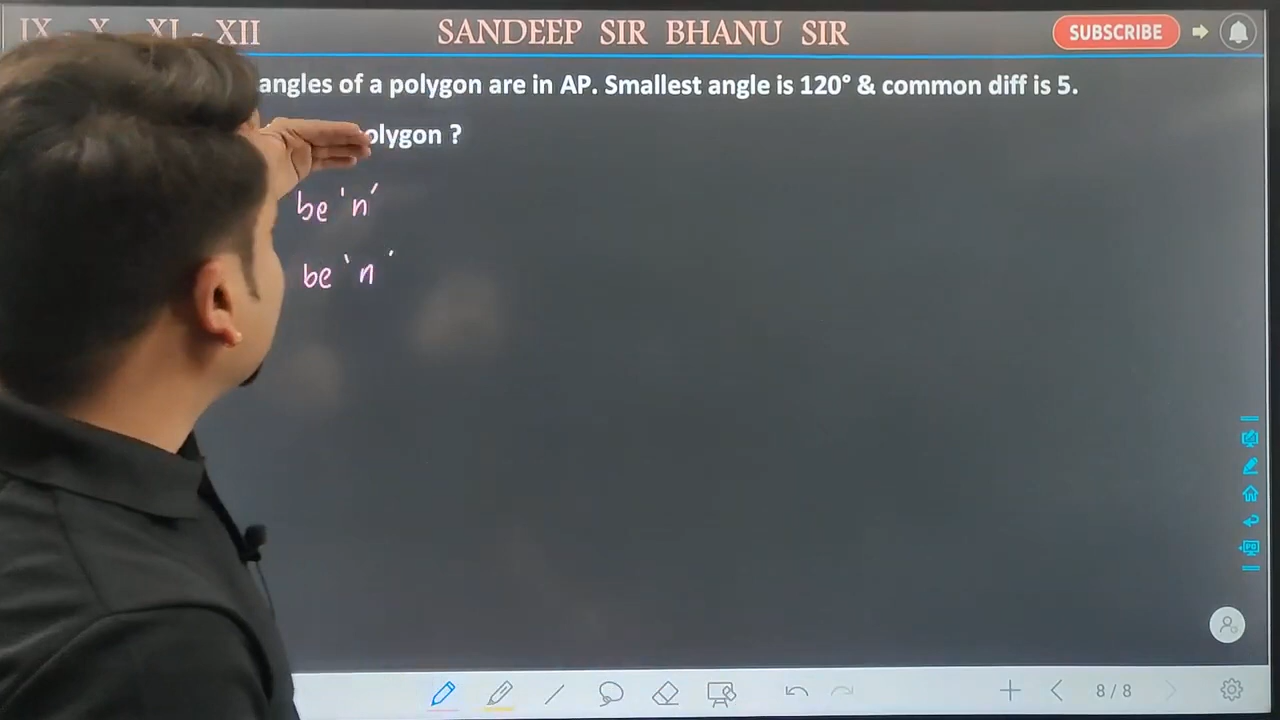 IX - X - XI - XII SANDEEP SIR BHANU SIR SUBSCRIBE
angles of a polygon are in AP. Smallest angle is 120° & common diff is 5.
polygon ?
be 'n'
be 'n'
8 / 8